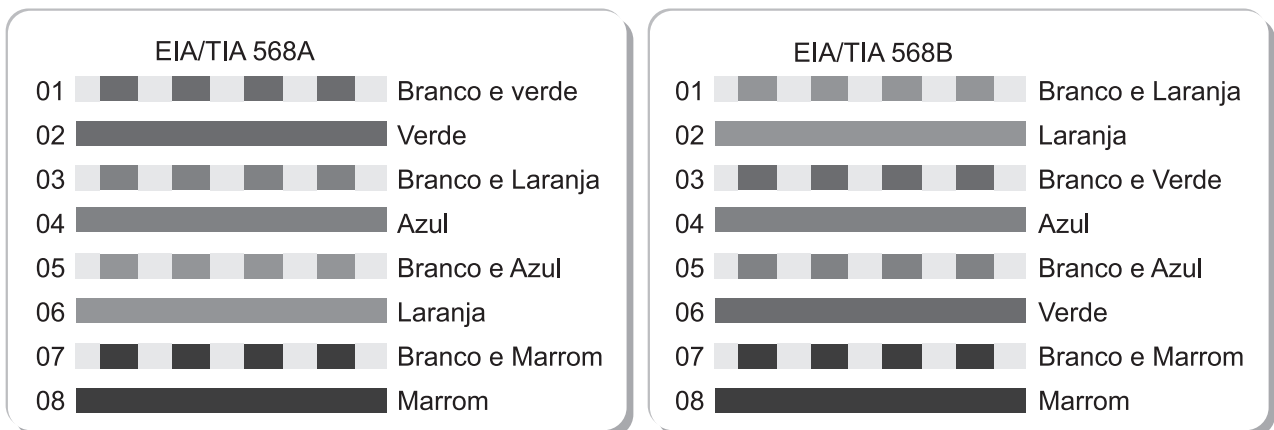 EIA/TIA 568A
01 Branco e verde
02 Verde
03 Branco e Laranja
04 Azul
05 Branco e Azul
06 Laranja
07 Branco e Marrom
08 Marrom
EIA/TIA 568B
01 Branco e Laranja
02 Laranja
03 Branco e Verde
04 Azul
05 Branco e Azul
06 Verde
07 Branco e Marrom
08 Marrom